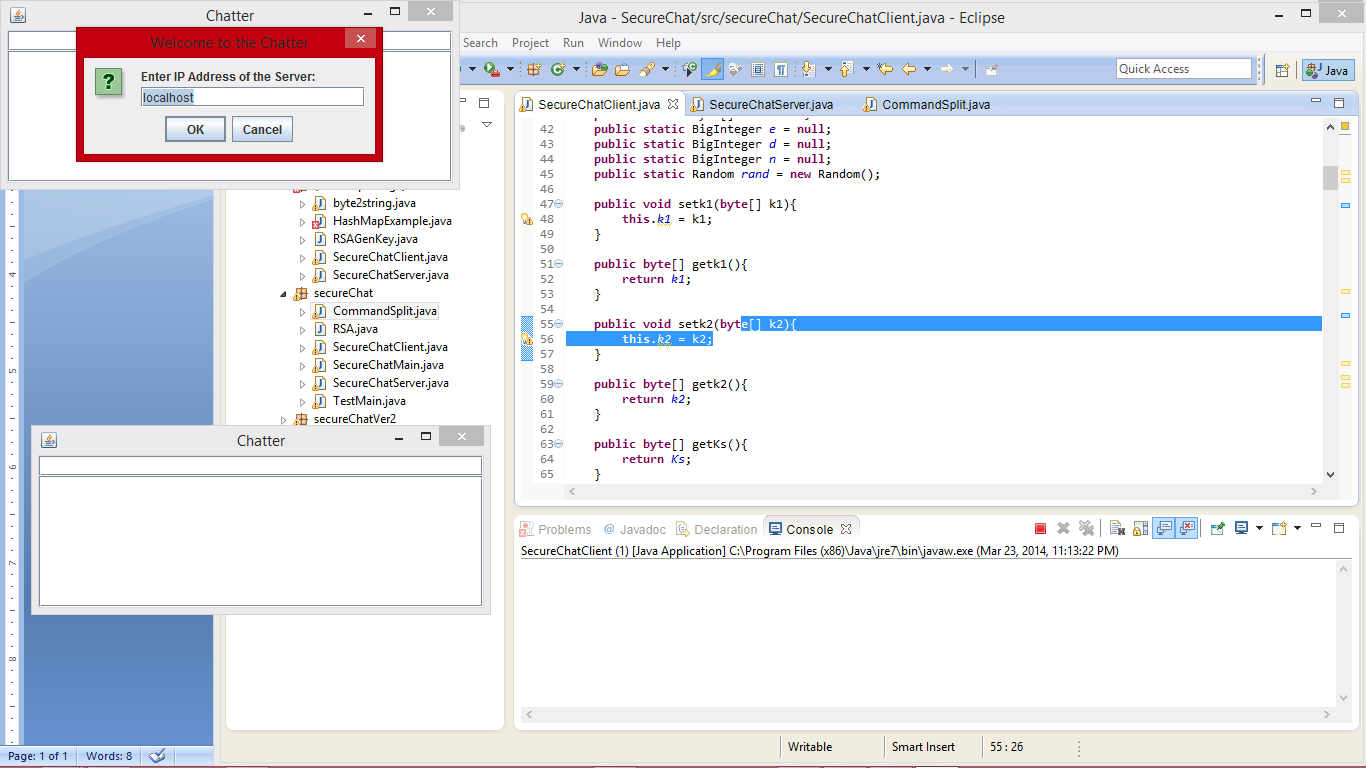 Chatter
Welcome to the Chatter
Enter IP Address of the Server:
localhost
OK
Cancel
Java - SecureChat/src/secureChat/SecureChatClient.java - Eclipse
Search Project Run Window Help
Quick Access
Java
byte2string.java
HashMapExample.java
RSAGenKey.java
SecureChatClient.java
SecureChatServer.java
secureChat
CommandSplit.java
RSA.java
SecureChatClient.java
SecureChatMain.java
SecureChatServer.java
TestMain.java
secureChatVer2
SecureChatClient.java SecureChatServer.java CommandSplit.java
42 public static BigInteger e = null;
43 public static BigInteger d = null;
44 public static BigInteger n = null;
45 public static Random rand = new Random();
46
47 public void setk1(byte[] k1){
48 this.k1 = k1;
49 }
50
51 public byte[] getk1(){
52 return k1;
53 }
54
55 public void setk2(byte[] k2){
56 this.k2 = k2;
57 }
58
59 public byte[] getk2(){
60 return k2;
61 }
62
63 public byte[] getKs(){
64 return Ks;
65 }
Chatter
Problems @ Javadoc Declaration Console
SecureChatClient (1) [Java Application] C:\Program Files (x86)\Java\jre7\bin\javaw.exe (Mar 23, 2014, 11:13:22 PM)
4
5
6
7
8
Page: 1 of 1 Words: 8
Writable Smart Insert 55 : 26